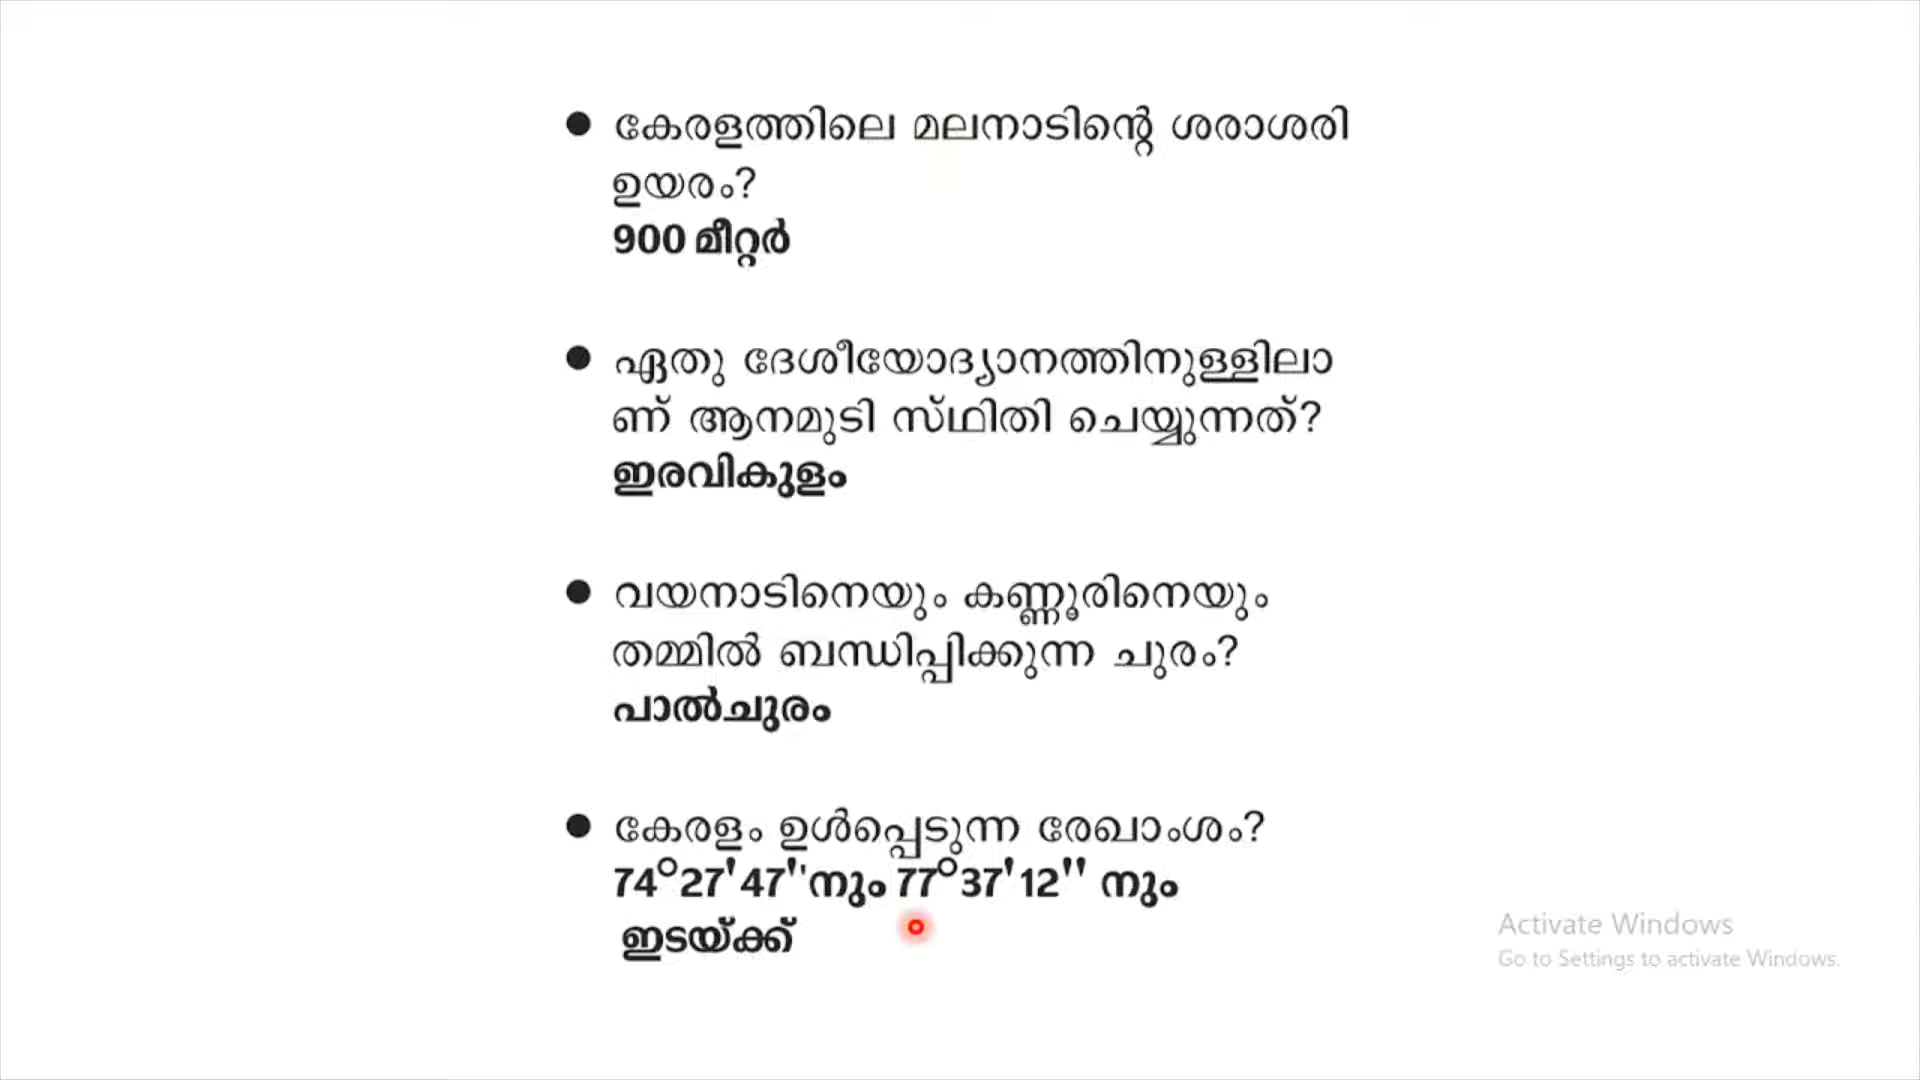 ● കേരളത്തിലെ മലനാടിന്റെ ശരാശരി
ഉയരം?
900 മീറ്റർ
● ഏതു ദേശീയോദ്യാനത്തിനുള്ളിലാ
ണ് ആനമുടി സ്ഥിതി ചെയ്യുന്നത്?
ഇരവികുളം
● വയനാടിനെയും കണ്ണൂരിനെയും
തമ്മിൽ ബന്ധിപ്പിക്കുന്ന ചുരം?
പാൽചുരം
● കേരളം ഉൾപ്പെടുന്ന രേഖാംശം?
74°27'47''നും 77°37'12'' നും
ഇടയ്ക്ക്
Activate Windows
Go to Settings to activate Windows.